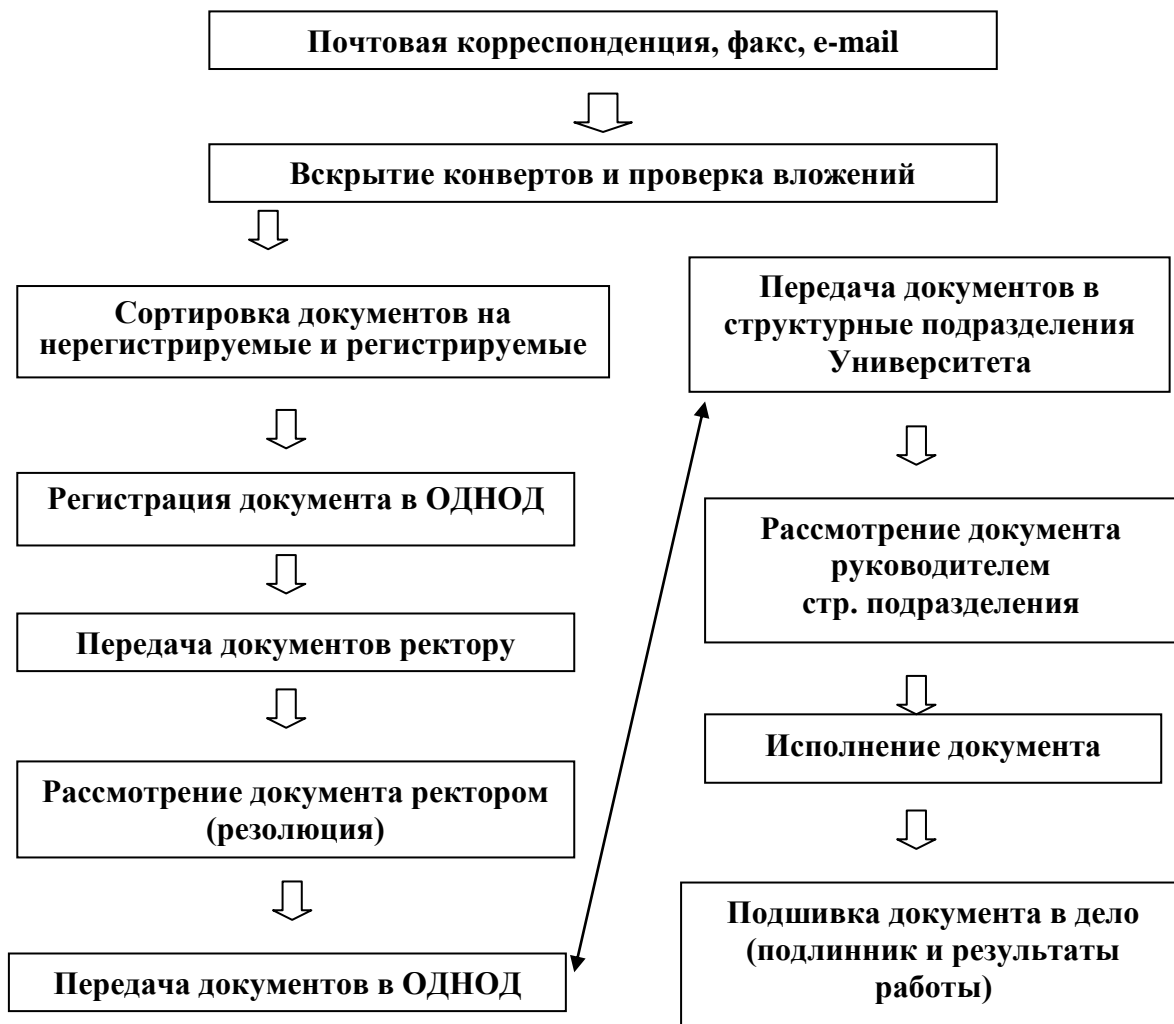 Почтовая корреспонденция, факс, e-mail
Вскрытие конвертов и проверка вложений
Сортировка документов на
нерегистрируемые и регистрируемые
Регистрация документа в ОДНОД
Передача документов ректору
Рассмотрение документа ректором
(резолюция)
Передача документов в ОДНОД
Передача документов в
структурные подразделения
Университета
Рассмотрение документа
руководителем
стр. подразделения
Исполнение документа
Подшивка документа в дело
(подлинник и результаты
работы)